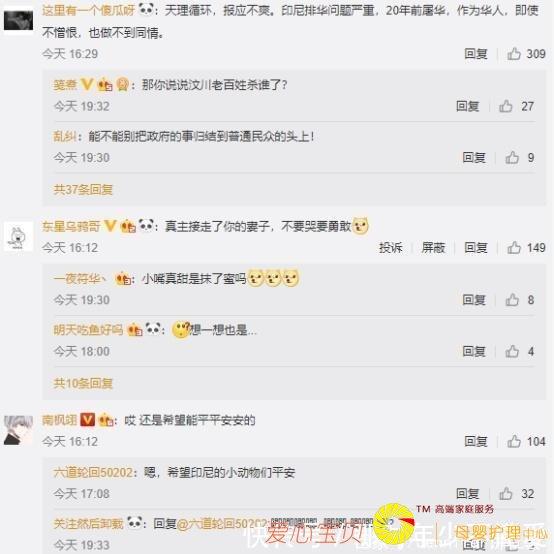 这里有一个傻瓜呀：天理循环，报应不爽。印尼排华问题严重，20年前屠华，作为华人，即使
不憎恨，也做不到同情。
今天 16:29 回复 309
笺煮：那你说说汶川老百姓杀谁了？
今天 19:32 回复 27
乱纠：能不能别把政府的事归结到普通民众的头上！
今天 19:30 回复 9
共37条回复
东星乌鸦哥：真主接走了你的妻子，不要哭要勇敢
今天 16:12 投诉 屏蔽 回复 149
一夜符华丶：小嘴真甜是抹了蜜吗
今天 19:30 回复 8
明天吃鱼好吗：想一想也是...
今天 18:00 回复 4
共10条回复
南枫翊：哎 还是希望能平平安安的
今天 16:12 回复 104
六道轮回50202：嗯，希望印尼的小动物们平安
今天 17:08 回复 32
TM 高端家庭服务
关注然后卸载：回复@六道轮回50202:
爱心宝贝 母婴护理中心
今天 19:33